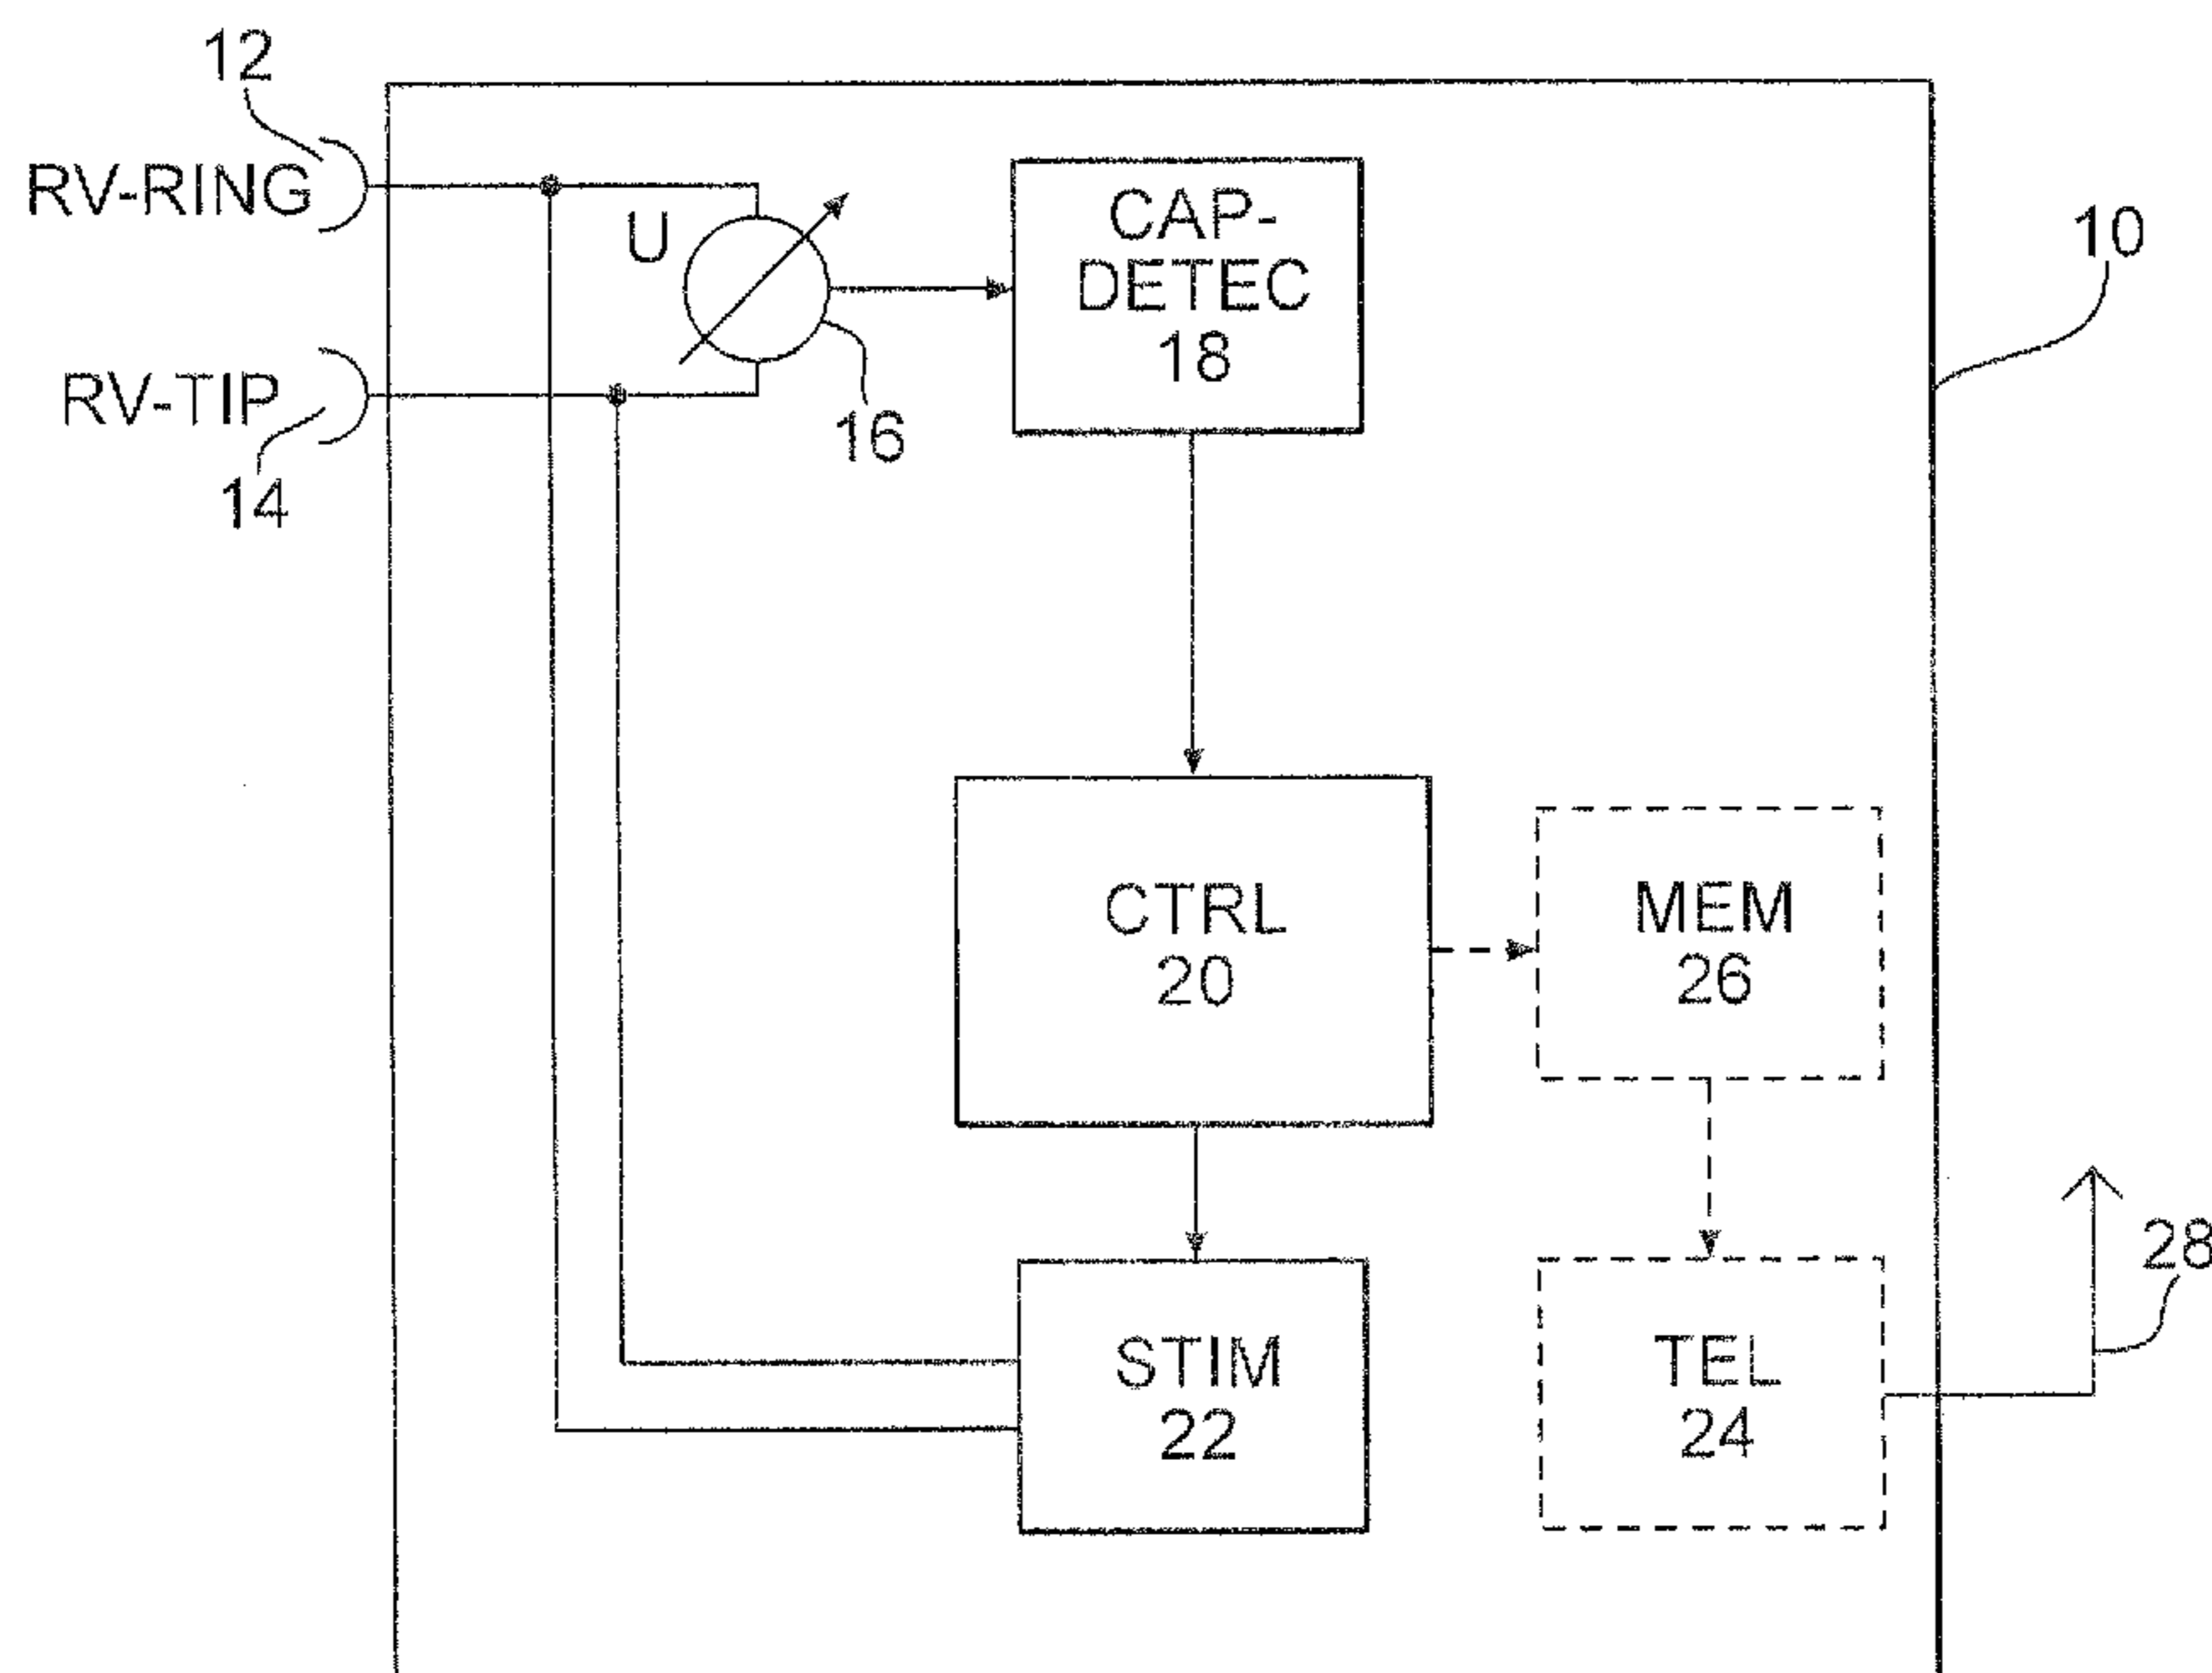 12
RV-RING
U
CAP-
DETEC
18
10
RV-TIP
16
14
CTRL
20
MEM
26
28
STIM
22
TEL
24